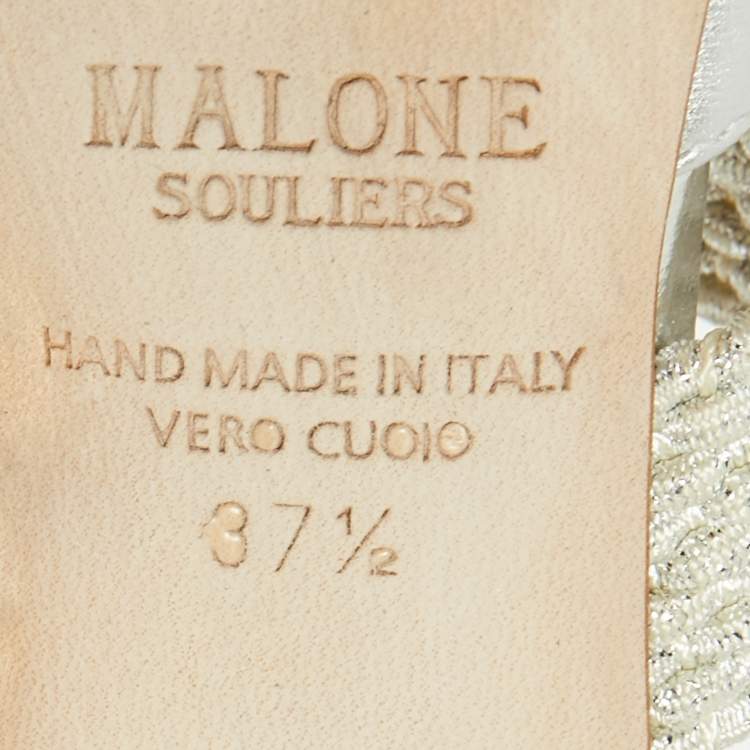 MALONE
SOULIERS
HAND MADE IN ITALY
VERO CUOIO
37½